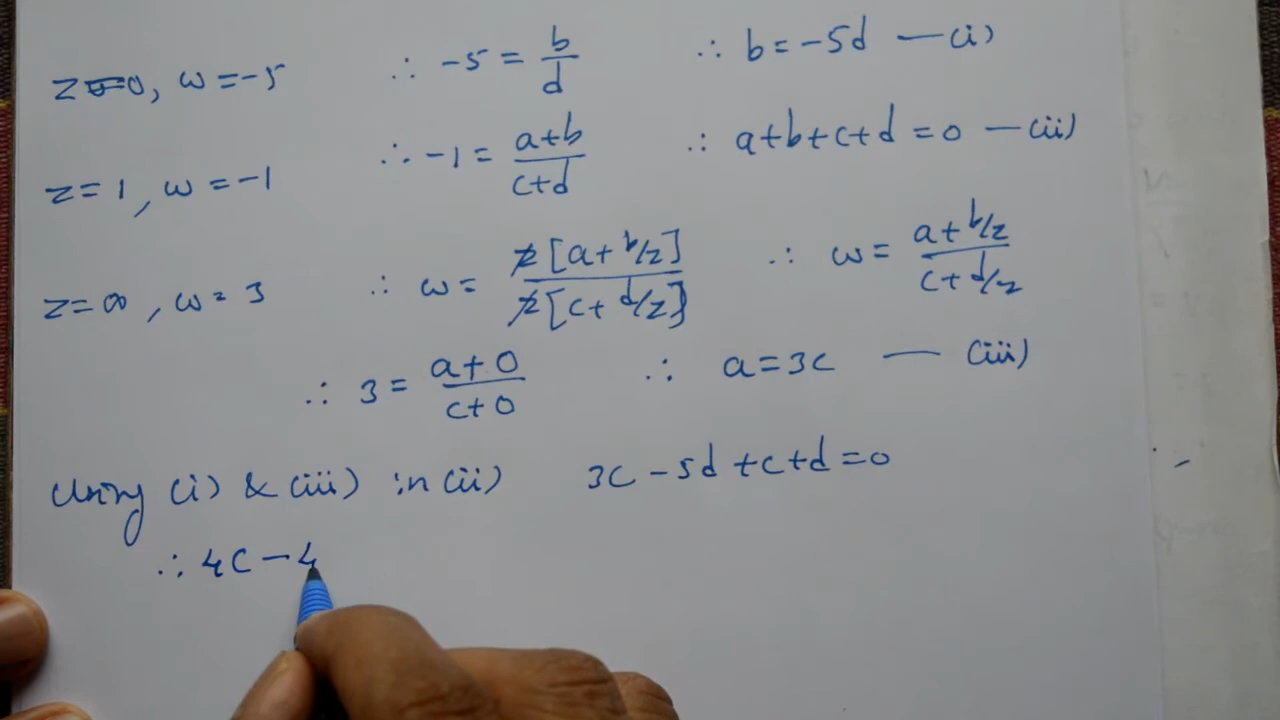 z=0, w=-5 ∴ -5 = b/d ∴ b=-5d —(i)
z=1, w=-1 ∴ -1 = a+b/c+d ∴ a+b+c+d=0 —(ii)
z=∞, w=3 ∴ w= z[a+b/z]/z[c+d/z] ∴ w= a+b/z/c+d/z
∴ 3= a+0/c+0 ∴ a=3c — (iii)
Using (i) & (iii) in (ii) 3c-5d+c+d=0
∴ 4c-4